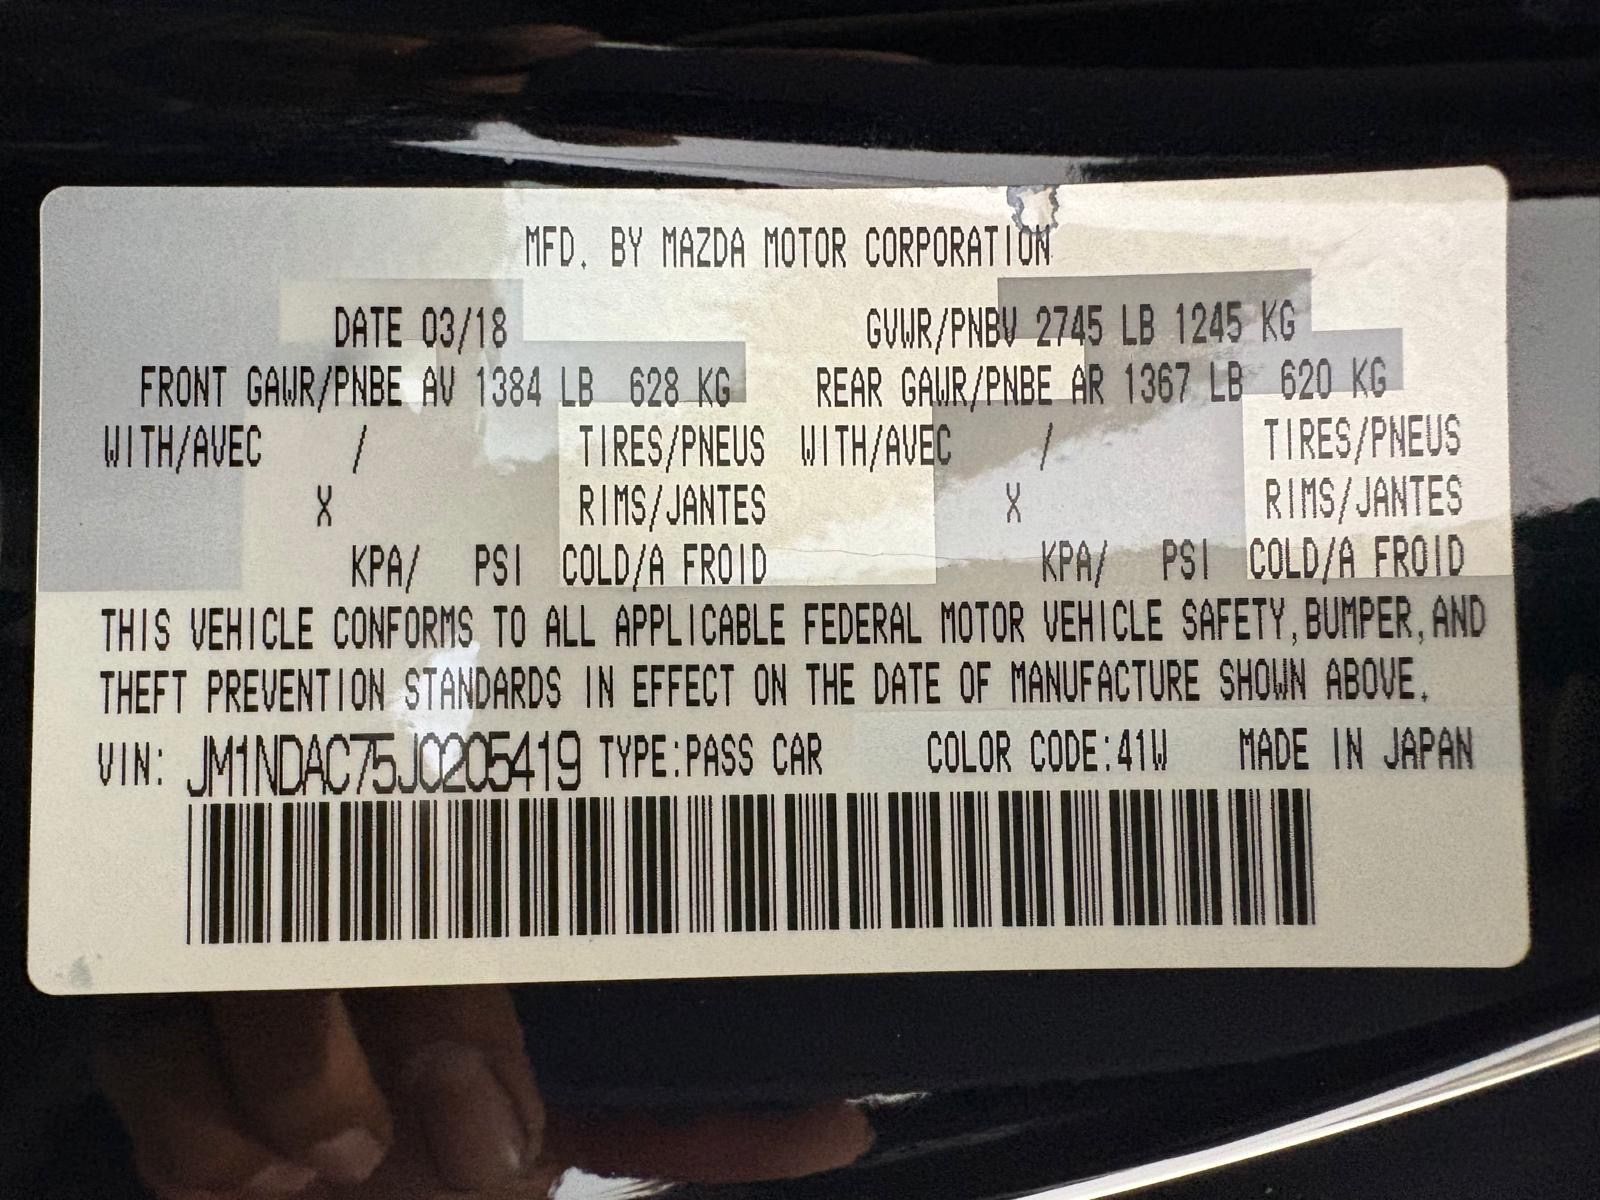 MFD. BY MAZDA MOTOR CORPORATION
DATE 03/18 GVWR/PNBV 2745 LB 1245 KG
FRONT GAWR/PNBE AV 1384 LB 628 KG REAR GAWR/PNBE AR 1367 LB 620 KG
WITH/AVEC / TIRES/PNEUS WITH/AVEC / TIRES/PNEUS
X RIMS/JANTES X RIMS/JANTES
KPA/ PSI COLD/A FROID KPA/ PSI COLD/A FROID
THIS VEHICLE CONFORMS TO ALL APPLICABLE FEDERAL MOTOR VEHICLE SAFETY, BUMPER, AND
THEFT PREVENTION STANDARDS IN EFFECT ON THE DATE OF MANUFACTURE SHOWN ABOVE.
VIN: JM1NDAC75J0205419 TYPE:PASS CAR COLOR CODE:41W MADE IN JAPAN